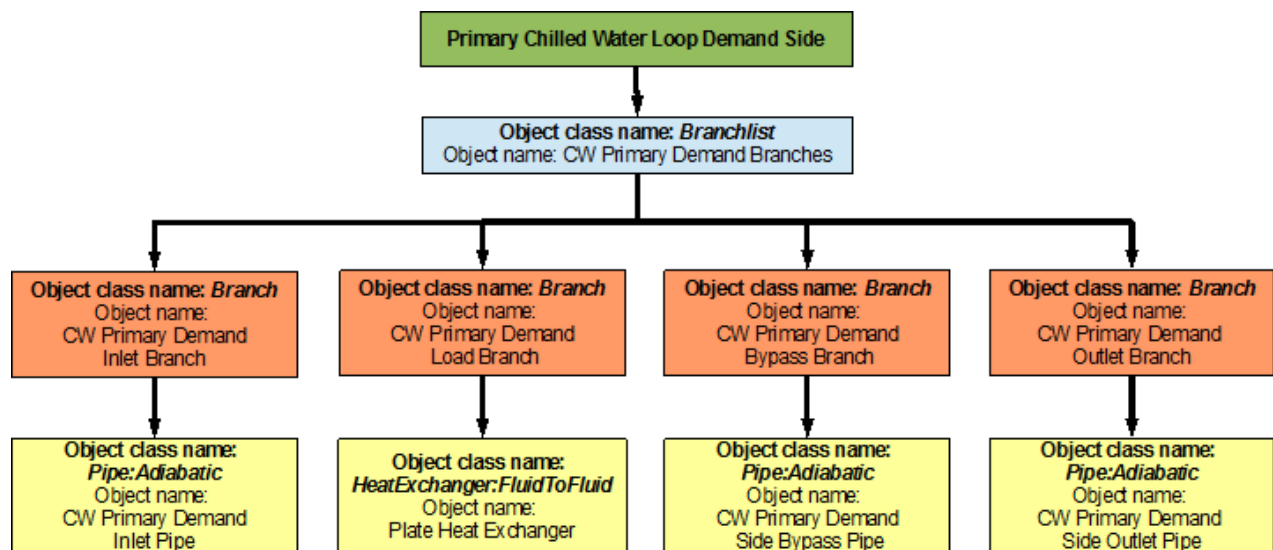 Primary Chilled Water Loop Demand Side
Object class name: Branchlist
Object name: CW Primary Demand Branches
Object class name: Branch
Object name:
CW Primary Demand
Inlet Branch
Object class name: Branch
Object name:
CW Primary Demand
Load Branch
Object class name: Branch
Object name:
CW Primary Demand
Bypass Branch
Object class name: Branch
Object name:
CW Primary Demand
Outlet Branch
Object class name:
Pipe:Adiabatic
Object name:
CW Primary Demand
Inlet Pipe
Object class name:
HeatExchanger:FluidToFluid
Object name:
Plate Heat Exchanger
Object class name:
Pipe:Adiabatic
Object name:
CW Primary Demand
Side Bypass Pipe
Object class name:
Pipe:Adiabatic
Object name:
CW Primary Demand
Side Outlet Pipe